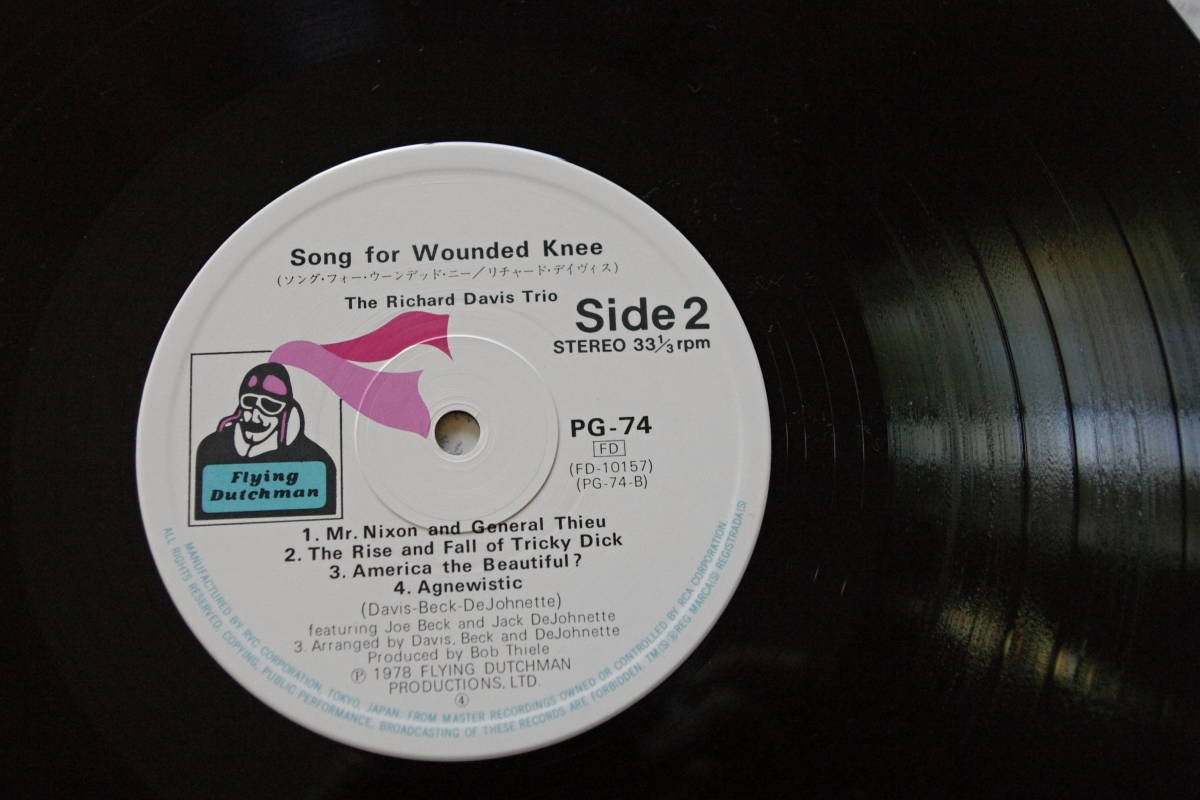 Song for Wounded Knee
(ソング・フォー・ウーンデッド・ニー/リチャード・デイヴィス)
The Richard Davis Trio
Side 2
STEREO 33⅓ rpm
Flying
Dutchman
PG-74
FD
(FD-10157)
(PG-74-B)
1. Mr. Nixon and General Thieu
2. The Rise and Fall of Tricky Dick
3. America the Beautiful?
4. Agnewistic
(Davis-Beck-DeJohnette)
featuring Joe Beck and Jack DeJohnette
3. Arranged by Davis, Beck and DeJohnette
Produced by Bob Thiele
Ⓟ 1978 FLYING DUTCHMAN
PRODUCTIONS, LTD.
④
MANUFACTURED BY RVC CORPORATION, TOKYO, JAPAN. FROM MASTER RECORDINGS OWNED OR CONTROLLED BY RCA CORPORATION
ALL RIGHTS RESERVED. COPYING, PUBLIC PERFORMANCE, BROADCASTING OF THESE RECORDS ARE FORBIDDEN. TM(S)®REG MARCA(S) REGISTRADA(S)